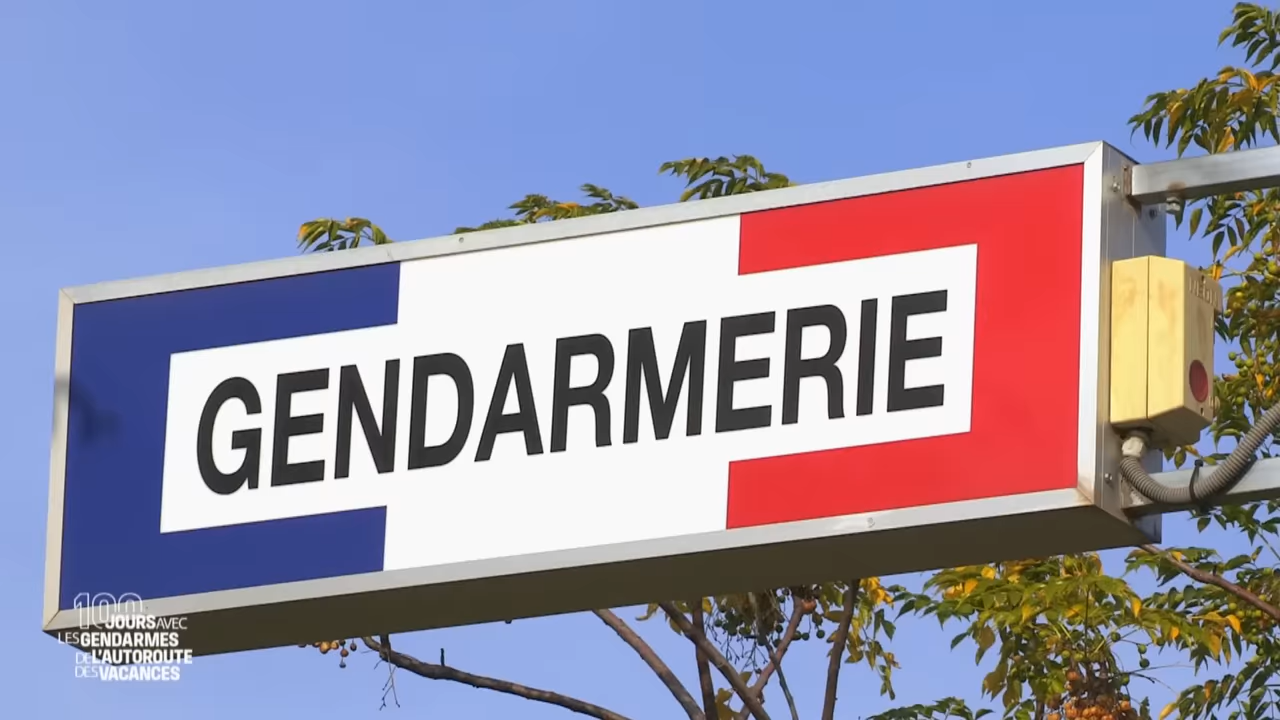 GENDARMERIE
100
JOURS AVEC
LES GENDARMES
DE L'AUTOROUTE
DES VACANCES